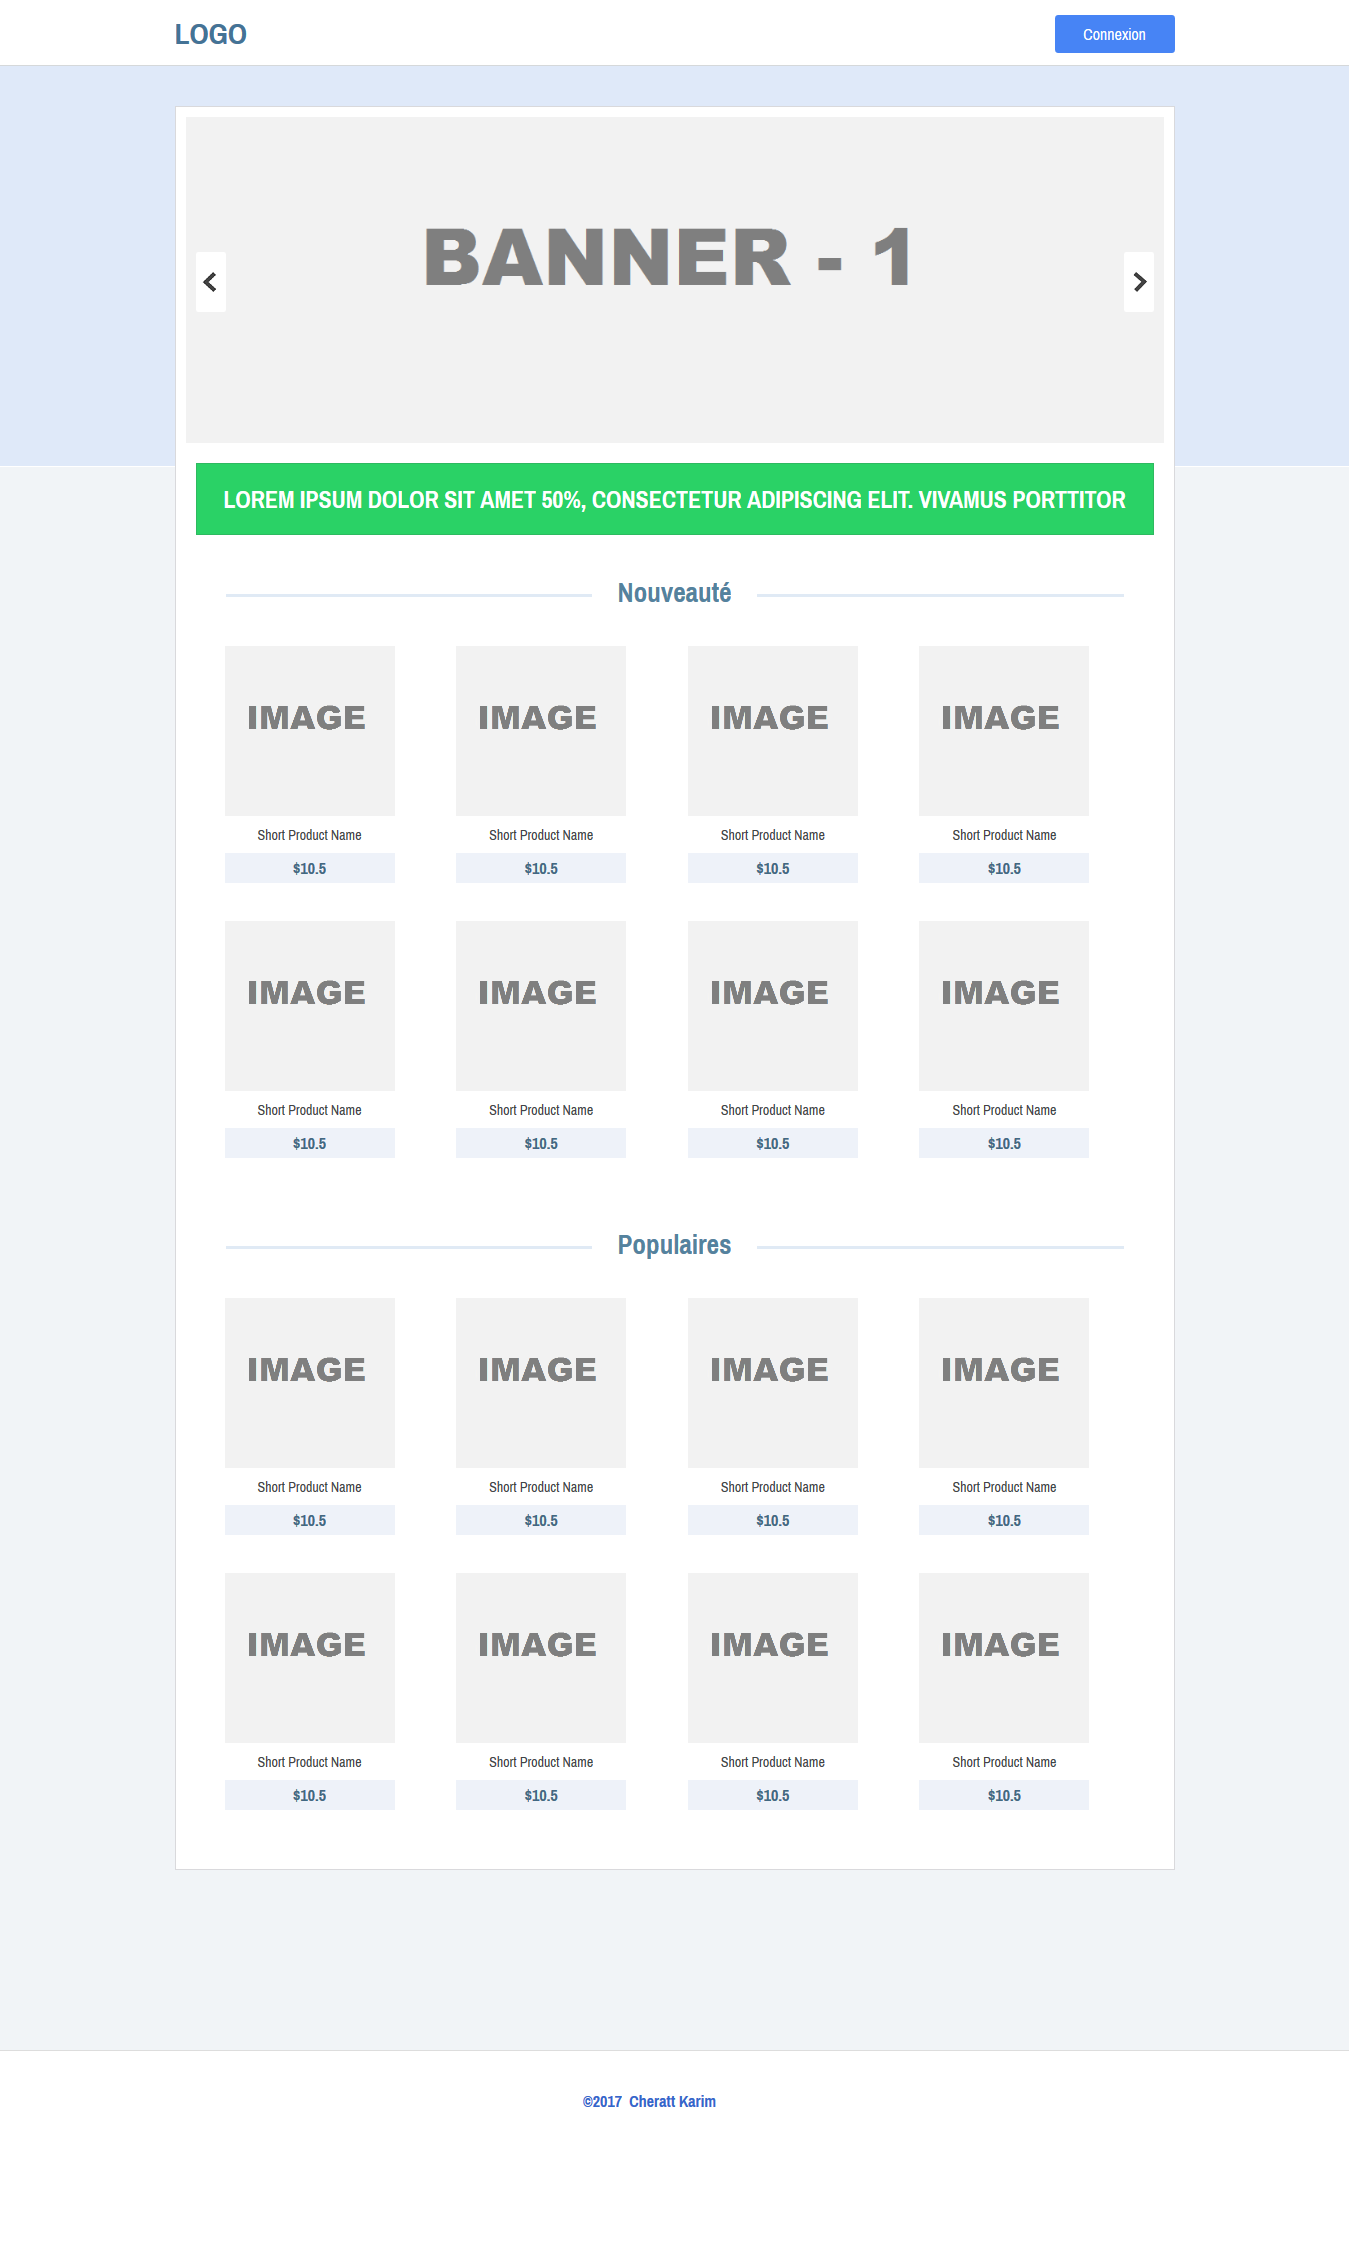 LOGO
Connexion
BANNER - 1
LOREM IPSUM DOLOR SIT AMET 50%, CONSECTETUR ADIPISCING ELIT. VIVAMUS PORTTITOR
Nouveauté
IMAGE IMAGE IMAGE IMAGE
Short Product Name Short Product Name Short Product Name Short Product Name
$10.5 $10.5 $10.5 $10.5
IMAGE IMAGE IMAGE IMAGE
Short Product Name Short Product Name Short Product Name Short Product Name
$10.5 $10.5 $10.5 $10.5
Populaires
IMAGE IMAGE IMAGE IMAGE
Short Product Name Short Product Name Short Product Name Short Product Name
$10.5 $10.5 $10.5 $10.5
IMAGE IMAGE IMAGE IMAGE
Short Product Name Short Product Name Short Product Name Short Product Name
$10.5 $10.5 $10.5 $10.5
©2017 Cheratt Karim